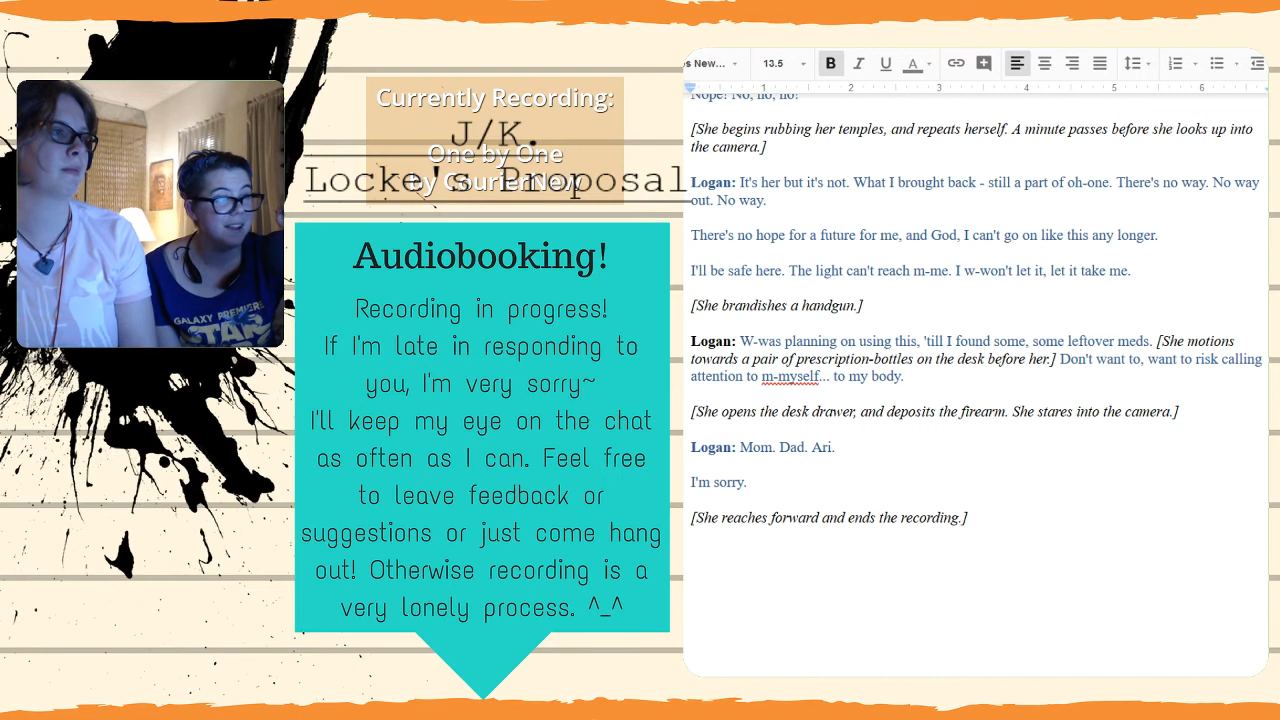 Currently Recording:
J/K.
One by One
Locke's Proposal
by CourierNew
Audiobooking!
Recording in progress!
If I'm late in responding to
you, I'm very sorry~
I'll keep my eye on the chat
as often as I can. Feel free
to leave feedback or
suggestions or just come hang
out! Otherwise recording is a
very lonely process. ^_^
GALAXY PREMIERE
STAR
s New...
13.5
B I U A
1 2 3 4 5 6
Nope! No, no, no!
[She begins rubbing her temples, and repeats herself. A minute passes before she looks up into
the camera.]
Logan: It's her but it's not. What I brought back - still a part of oh-one. There's no way. No way
out. No way.
There's no hope for a future for me, and God, I can't go on like this any longer.
I'll be safe here. The light can't reach m-me. I w-won't let it, let it take me.
[She brandishes a handgun.]
Logan: W-was planning on using this, 'till I found some, some leftover meds. [She motions
towards a pair of prescription-bottles on the desk before her.] Don't want to, want to risk calling
attention to m-myself... to my body.
[She opens the desk drawer, and deposits the firearm. She stares into the camera.]
Logan: Mom. Dad. Ari.
I'm sorry.
[She reaches forward and ends the recording.]